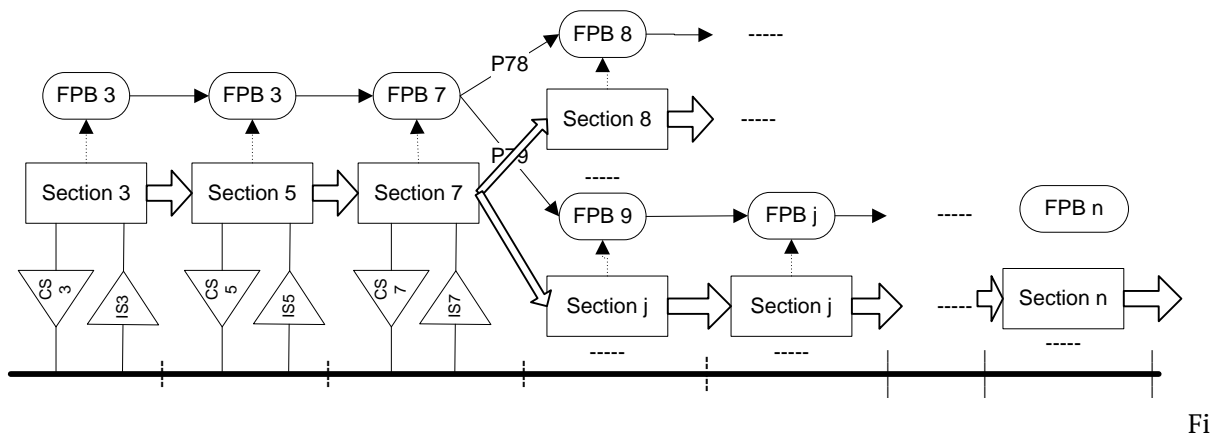 FPB 8
-----
P78
FPB 3
FPB 3
FPB 7
Section 8
-----
P79
-----
Section 3
Section 5
Section 7
FPB 9
FPB j
-----
FPB n
CS 3
IS3
CS 5
IS5
CS 7
IS7
Section j
Section j
-----
Section n
-----
-----
-----
Fi